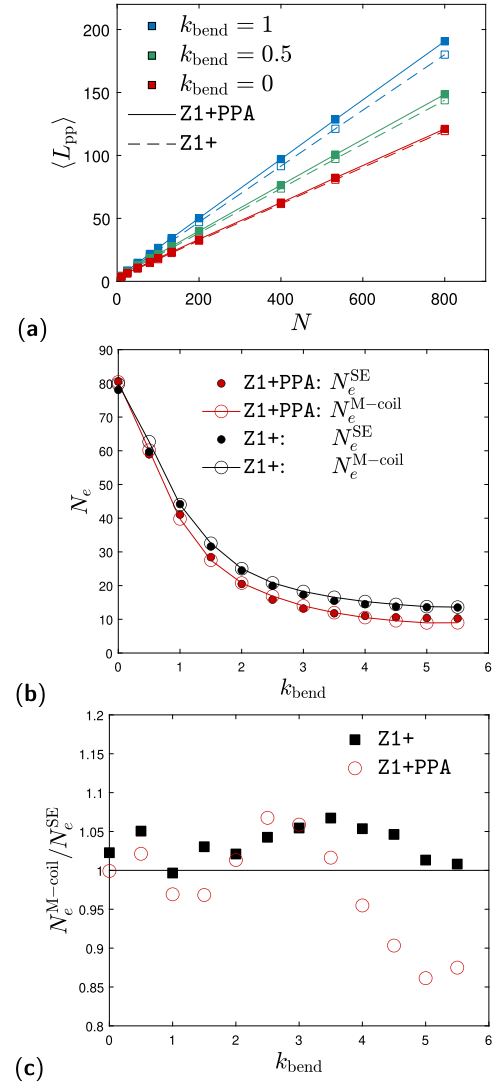 200
150
100
50
0
⟨L_pp⟩
k_bend = 1
k_bend = 0.5
k_bend = 0
Z1+PPA
Z1+
0 200 400 600 800
N
(a)
90
80
70
60
50
40
30
20
10
0
N_e
Z1+PPA: N_e^SE
Z1+PPA: N_e^M-coil
Z1+: N_e^SE
Z1+: N_e^M-coil
0 1 2 3 4 5 6
k_bend
(b)
1.2
1.15
1.1
1.05
1
0.95
0.9
0.85
0.8
N_e^M-coil/N_e^SE
Z1+
Z1+PPA
0 1 2 3 4 5 6
k_bend
(c)